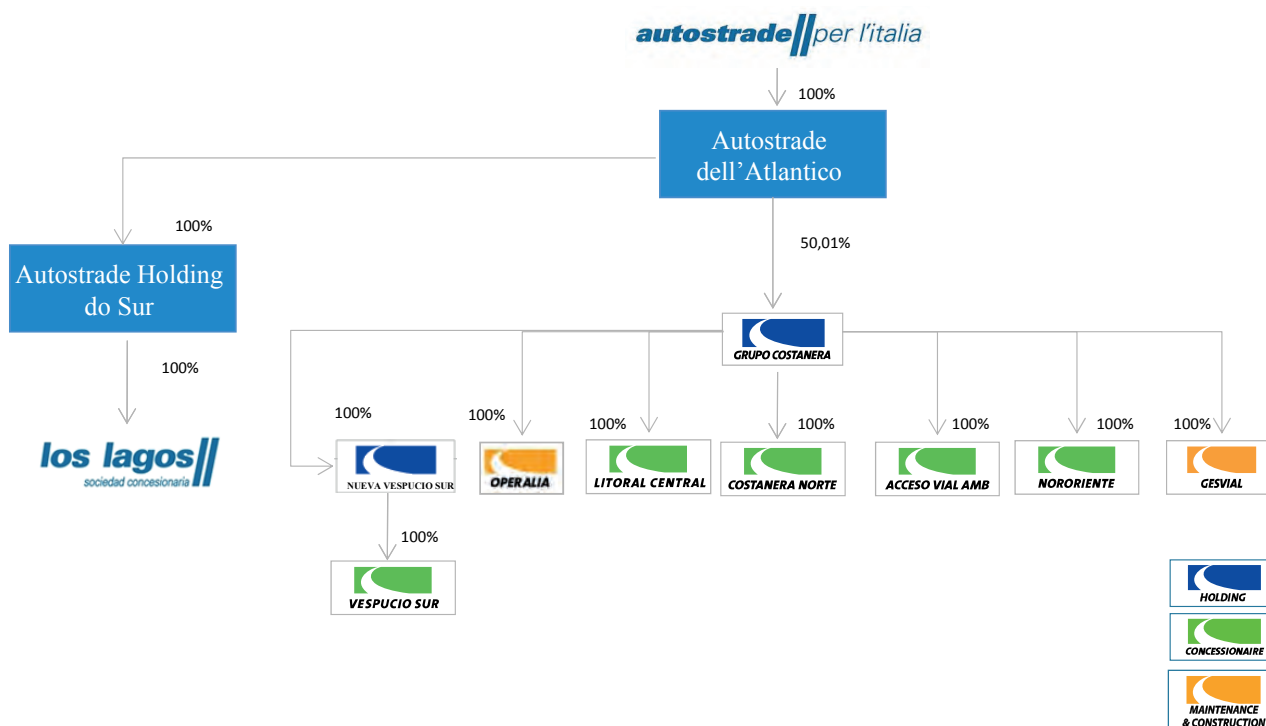 autostrade per l'italia
100%
Autostrade
dell'Atlantico
100%
50,01%
Autostrade Holding
do Sur
GRUPO COSTANERA
100%
los lagos
sociedad concesionaria
100%
100%
100%
100%
100%
100%
100%
NUEVA VESPUCIO SUR
OPERALIA
LITORAL CENTRAL
COSTANERA NORTE
ACCESO VIAL AMB
NORORIENTE
GESVIAL
100%
VESPUCIO SUR
HOLDING
CONCESSIONAIRE
MAINTENANCE
& CONSTRUCTION